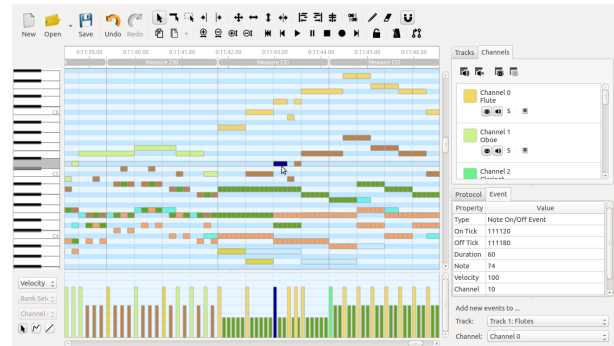 New Open Save Undo Redo
0:11:39.00 0:11:40.00 0:11:41.00 0:11:42.00 0:11:43.00 0:11:44.00 0:11:45.00 0:11:46.00
Measure 230 Measure 231 Measure 232
Tracks Channels
Channel 0
Flute
S
Channel 1
Oboe
S
Channel 2
Protocol Event
Property Value
Type Note On/Off Event
On Tick 111120
Off Tick 111180
Duration 60
Note 74
Velocity 100
Channel 10
Velocity
Bank Sel
Channel
Add new events to ...
Track: Track 1: Flutes
Channel: Channel 0